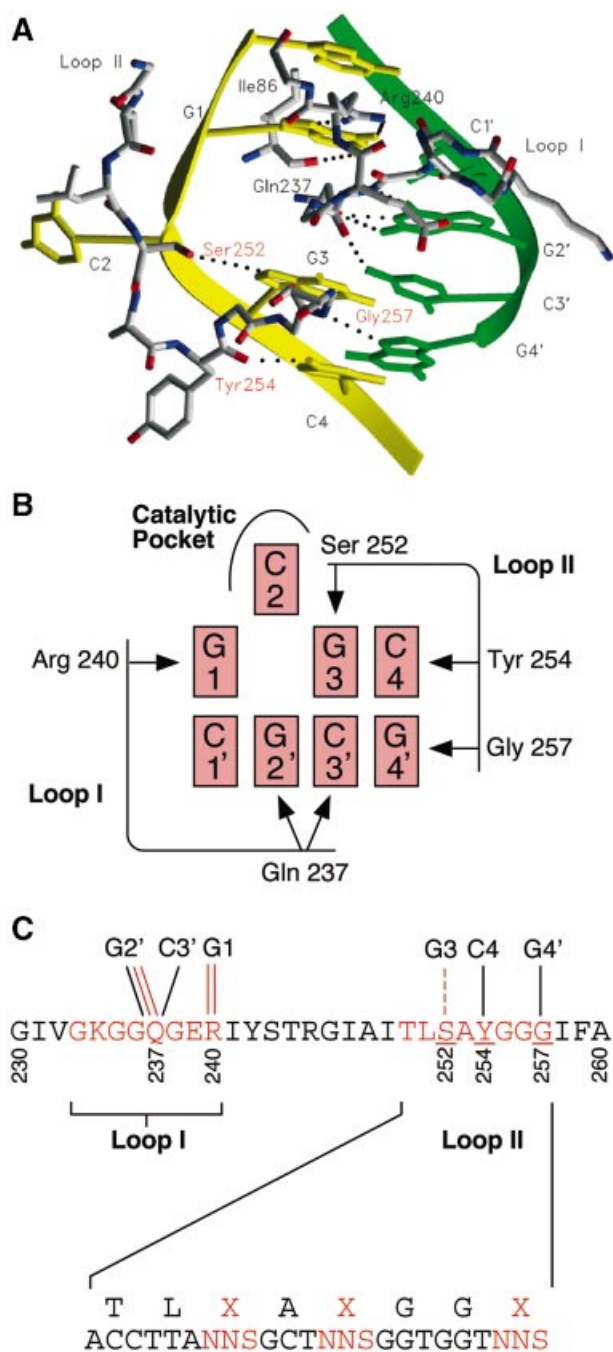 A
Loop II
Ile86
Arg240
G1
C1'
Loop I
Gln237
C2
Ser252
G3
G2'
Gly257
C3'
G4'
Tyr254
C4
B
Catalytic
Pocket
C
2
Ser 252
Loop II
Arg 240
G
1
G
3
C
4
Tyr 254
C
1'
G
2'
C
3'
G
4'
Gly 257
Loop I
Gln 237
C
G2' C3' G1 G3 C4 G4'
GIVGKGGQGERIYSTRGIAITLSAYGGGIFA
230 237 240 252 254 257 260
Loop I Loop II
T L X A X G G X
ACCTTANNSGCTNNSGGTGGTNNS